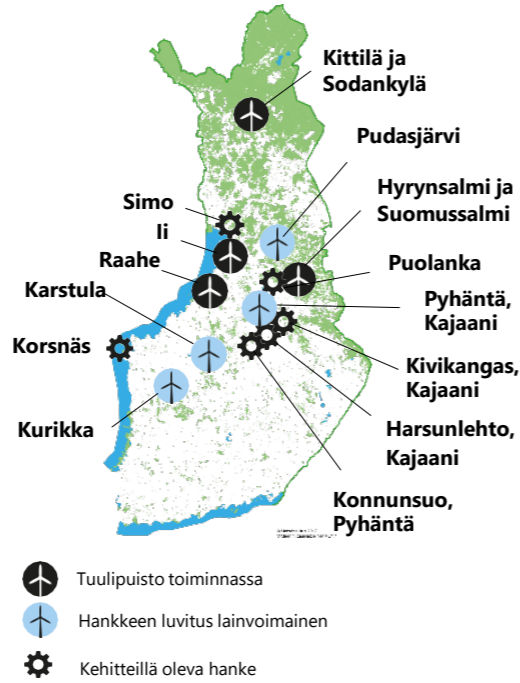 Kittilä ja
Sodankylä
Pudasjärvi
Simo
Hyrynsalmi ja
Suomussalmi
Ii
Raahe
Puolanka
Karstula
Pyhäntä,
Kajaani
Korsnäs
Kivikangas,
Kajaani
Kurikka
Harsunlehto,
Kajaani
Konnunsuo,
Pyhäntä
Tuulipuisto toiminnassa
Hankkeen luvitus lainvoimainen
Kehitteillä oleva hanke